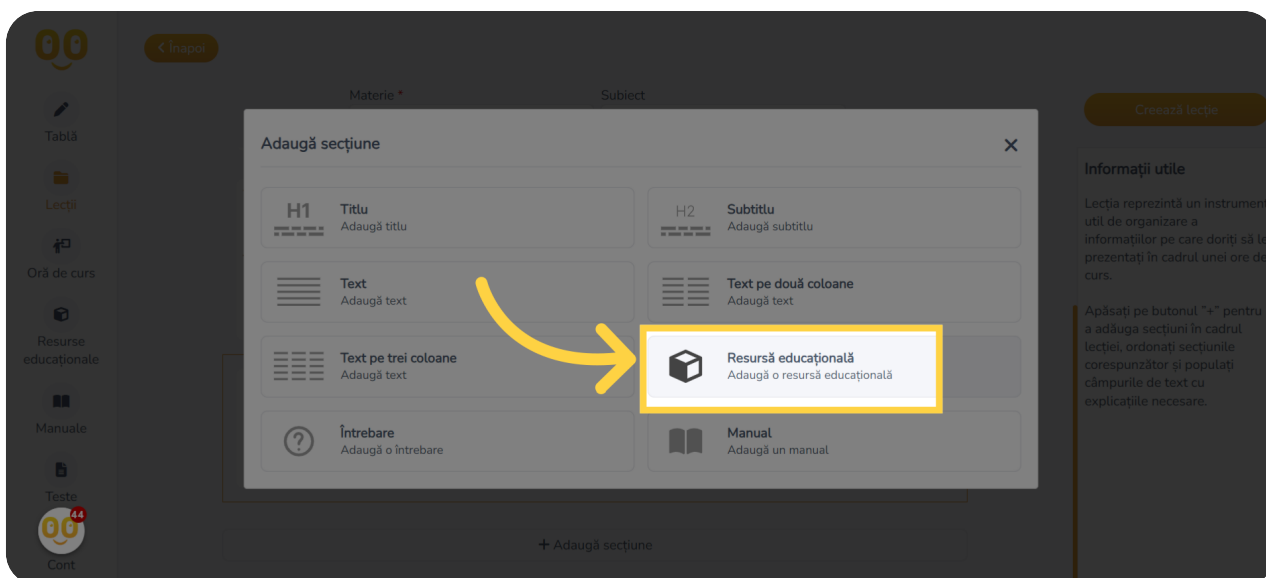 Înapoi
Materie *
Subiect
Tablă
Lecții
Oră de curs
Resurse
educaționale
Manuale
Teste
44
Cont
Adaugă secțiune
H1
Titlu
Adaugă titlu
H2
Subtitlu
Adaugă subtitlu
Text
Adaugă text
Text pe două coloane
Adaugă text
Text pe trei coloane
Adaugă text
Resursă educațională
Adaugă o resursă educațională
Întrebare
Adaugă o întrebare
Manual
Adaugă un manual
+ Adaugă secțiune
Creează lecție
Informații utile
Lecția reprezintă un instrument
util de organizare a
informațiilor pe care doriți să le
prezentați în cadrul unei ore de
curs.
Apăsați pe butonul "+" pentru
a adăuga secțiuni în cadrul
lecției, ordonați secțiunile
corespunzător și populați
câmpurile de text cu
explicațiile necesare.